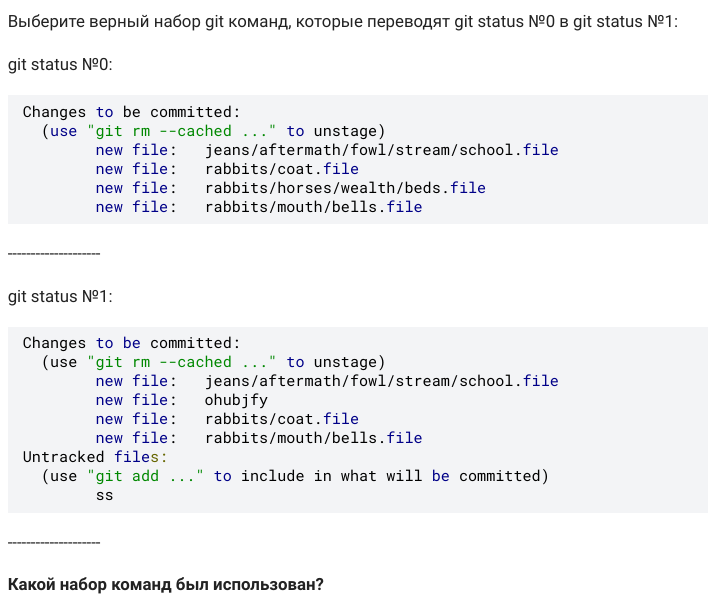 Выберите верный набор git команд, которые переводят git status №0 в git status №1:
git status №0:
Changes to be committed:
(use "git rm --cached ..." to unstage)
new file: jeans/aftermath/fowl/stream/school.file
new file: rabbits/coat.file
new file: rabbits/horses/wealth/beds.file
new file: rabbits/mouth/bells.file
--------------------
git status №1:
Changes to be committed:
(use "git rm --cached ..." to unstage)
new file: jeans/aftermath/fowl/stream/school.file
new file: ohubjfy
new file: rabbits/coat.file
new file: rabbits/mouth/bells.file
Untracked files:
(use "git add ..." to include in what will be committed)
ss
--------------------
Какой набор команд был использован?